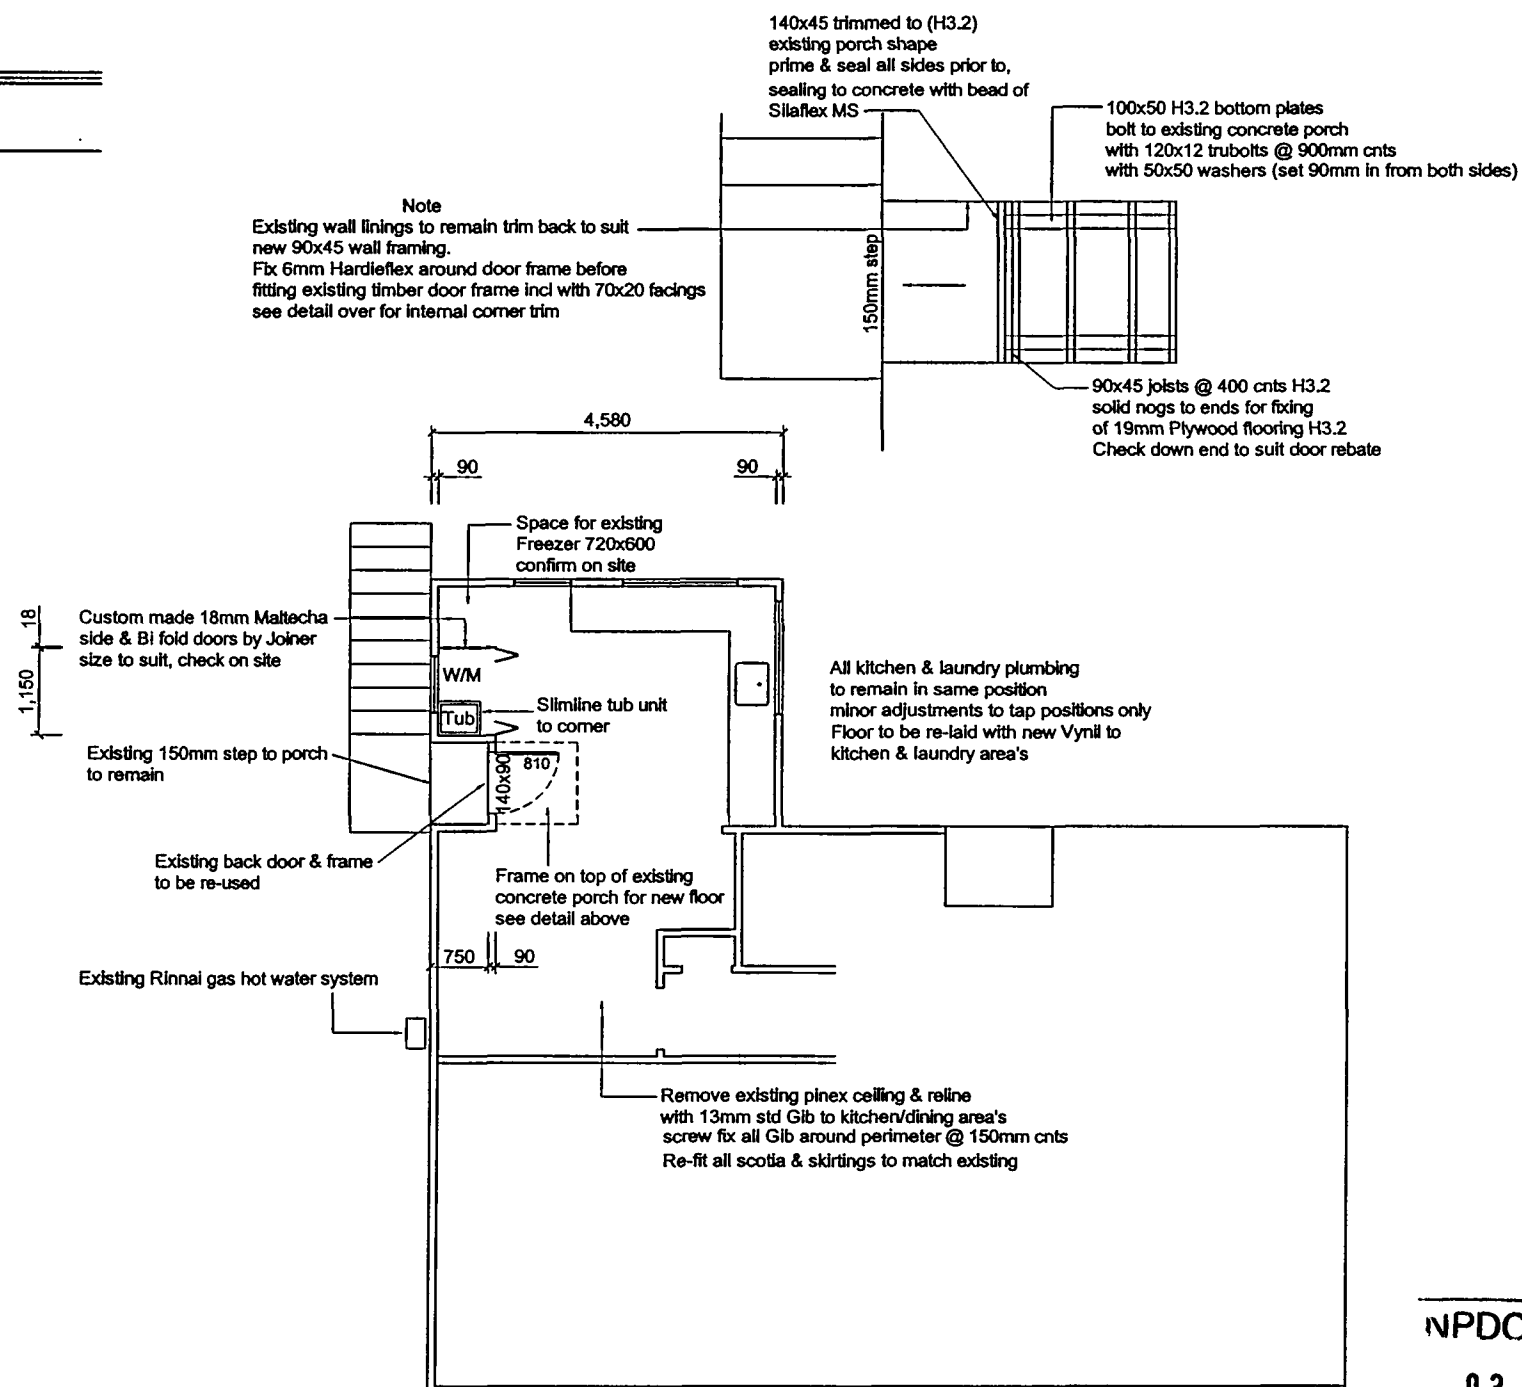 140x45 trimmed to (H3.2)
existing porch shape
prime & seal all sides prior to,
sealing to concrete with bead of
Silaflex MS
100x50 H3.2 bottom plates
bolt to existing concrete porch
with 120x12 trubolts @ 900mm cnts
with 50x50 washers (set 90mm in from both sides)
Note
Existing wall linings to remain trim back to suit
new 90x45 wall framing.
Fix 6mm Hardieflex around door frame before
fitting existing timber door frame incl with 70x20 facings
see detail over for internal corner trim
150mm step
90x45 joists @ 400 cnts H3.2
solid nogs to ends for fixing
of 19mm Plywood flooring H3.2
Check down end to suit door rebate
4,580
90
90
Space for existing
Freezer 720x600
confirm on site
18
1,150
Custom made 18mm Maltecha
side & Bi fold doors by Joiner
size to suit, check on site
W/M
Tub
Slimline tub unit
to corner
All kitchen & laundry plumbing
to remain in same position
minor adjustments to tap positions only
Floor to be re-laid with new Vynil to
kitchen & laundry area's
Existing 150mm step to porch
to remain
810
140x90
Existing back door & frame
to be re-used
Frame on top of existing
concrete porch for new floor
see detail above
750
90
Existing Rinnai gas hot water system
Remove existing pinex ceiling & reline
with 13mm std Gib to kitchen/dining area's
screw fix all Gib around perimeter @ 150mm cnts
Re-fit all scotia & skirtings to match existing